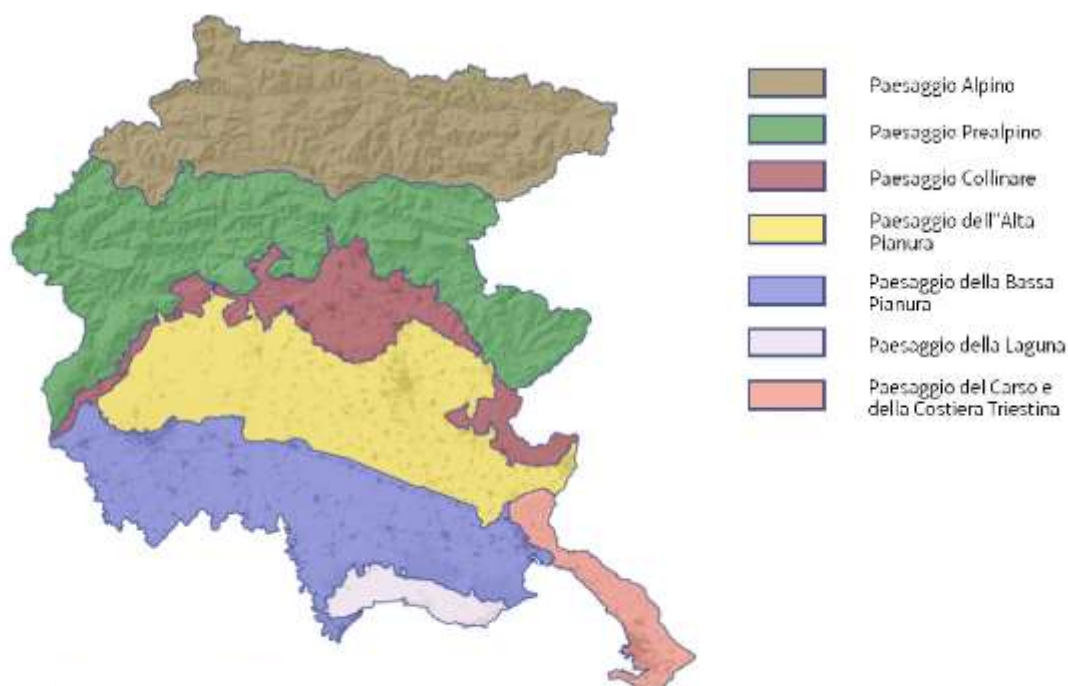 Paesaggio Alpino
Paesaggio Prealpino
Paesaggio Collinare
Paesaggio dell"Alta
Pianura
Paesaggio della Bassa
Pianura
Paesaggio della Laguna
Paesaggio del Carso e
della Costiera Triestina